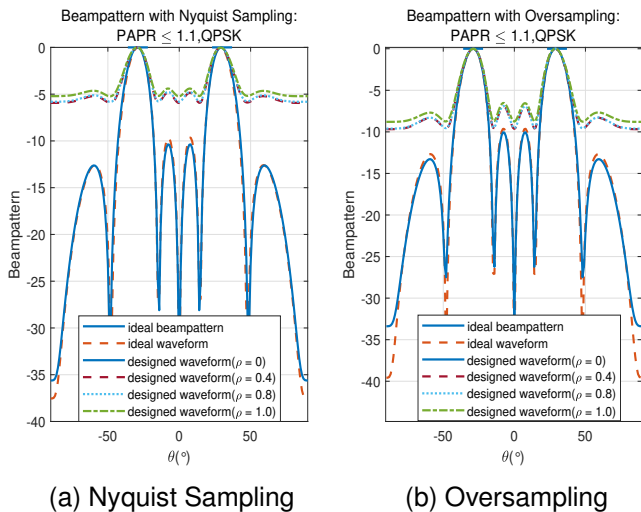 Beampattern with Nyquist Sampling:
PAPR ≤ 1.1,QPSK
0
-5
-10
-15
-20
-25
-30
-35
-40
Beampattern
ideal beampattern
ideal waveform
designed waveform(ρ = 0)
designed waveform(ρ = 0.4)
designed waveform(ρ = 0.8)
designed waveform(ρ = 1.0)
-50 0 50
θ(°)
(a) Nyquist Sampling
Beampattern with Oversampling:
PAPR ≤ 1.1,QPSK
0
-5
-10
-15
-20
-25
-30
-35
-40
Beampattern
ideal beampattern
ideal waveform
designed waveform(ρ = 0)
designed waveform(ρ = 0.4)
designed waveform(ρ = 0.8)
designed waveform(ρ = 1.0)
-50 0 50
θ(°)
(b) Oversampling